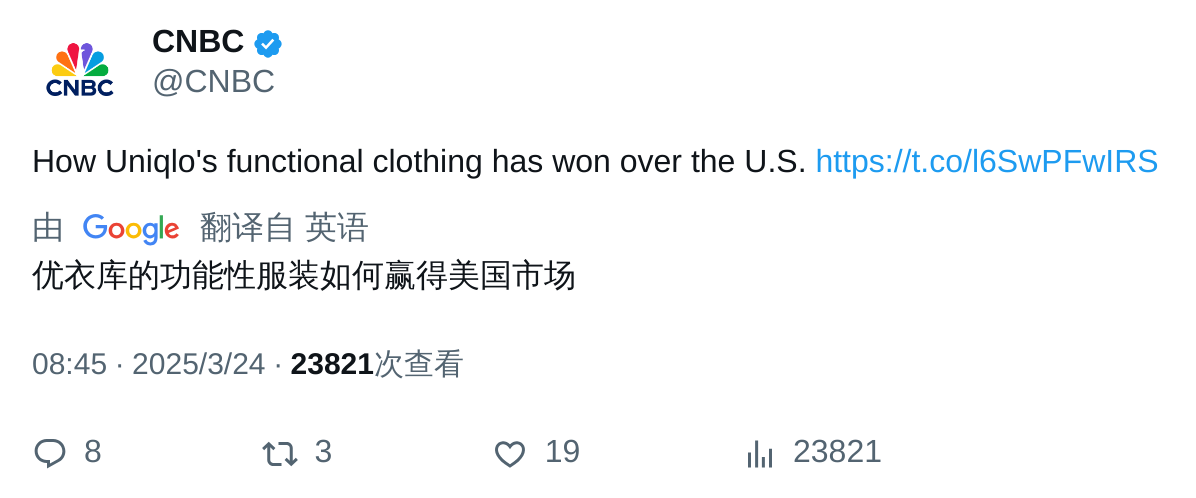 CNBC
CNBC
@CNBC
How Uniqlo's functional clothing has won over the U.S. https://t.co/l6SwPFwIRS
由 Google 翻译自 英语
优衣库的功能性服装如何赢得美国市场
08:45 · 2025/3/24 · 23821次查看
8 3 19 23821